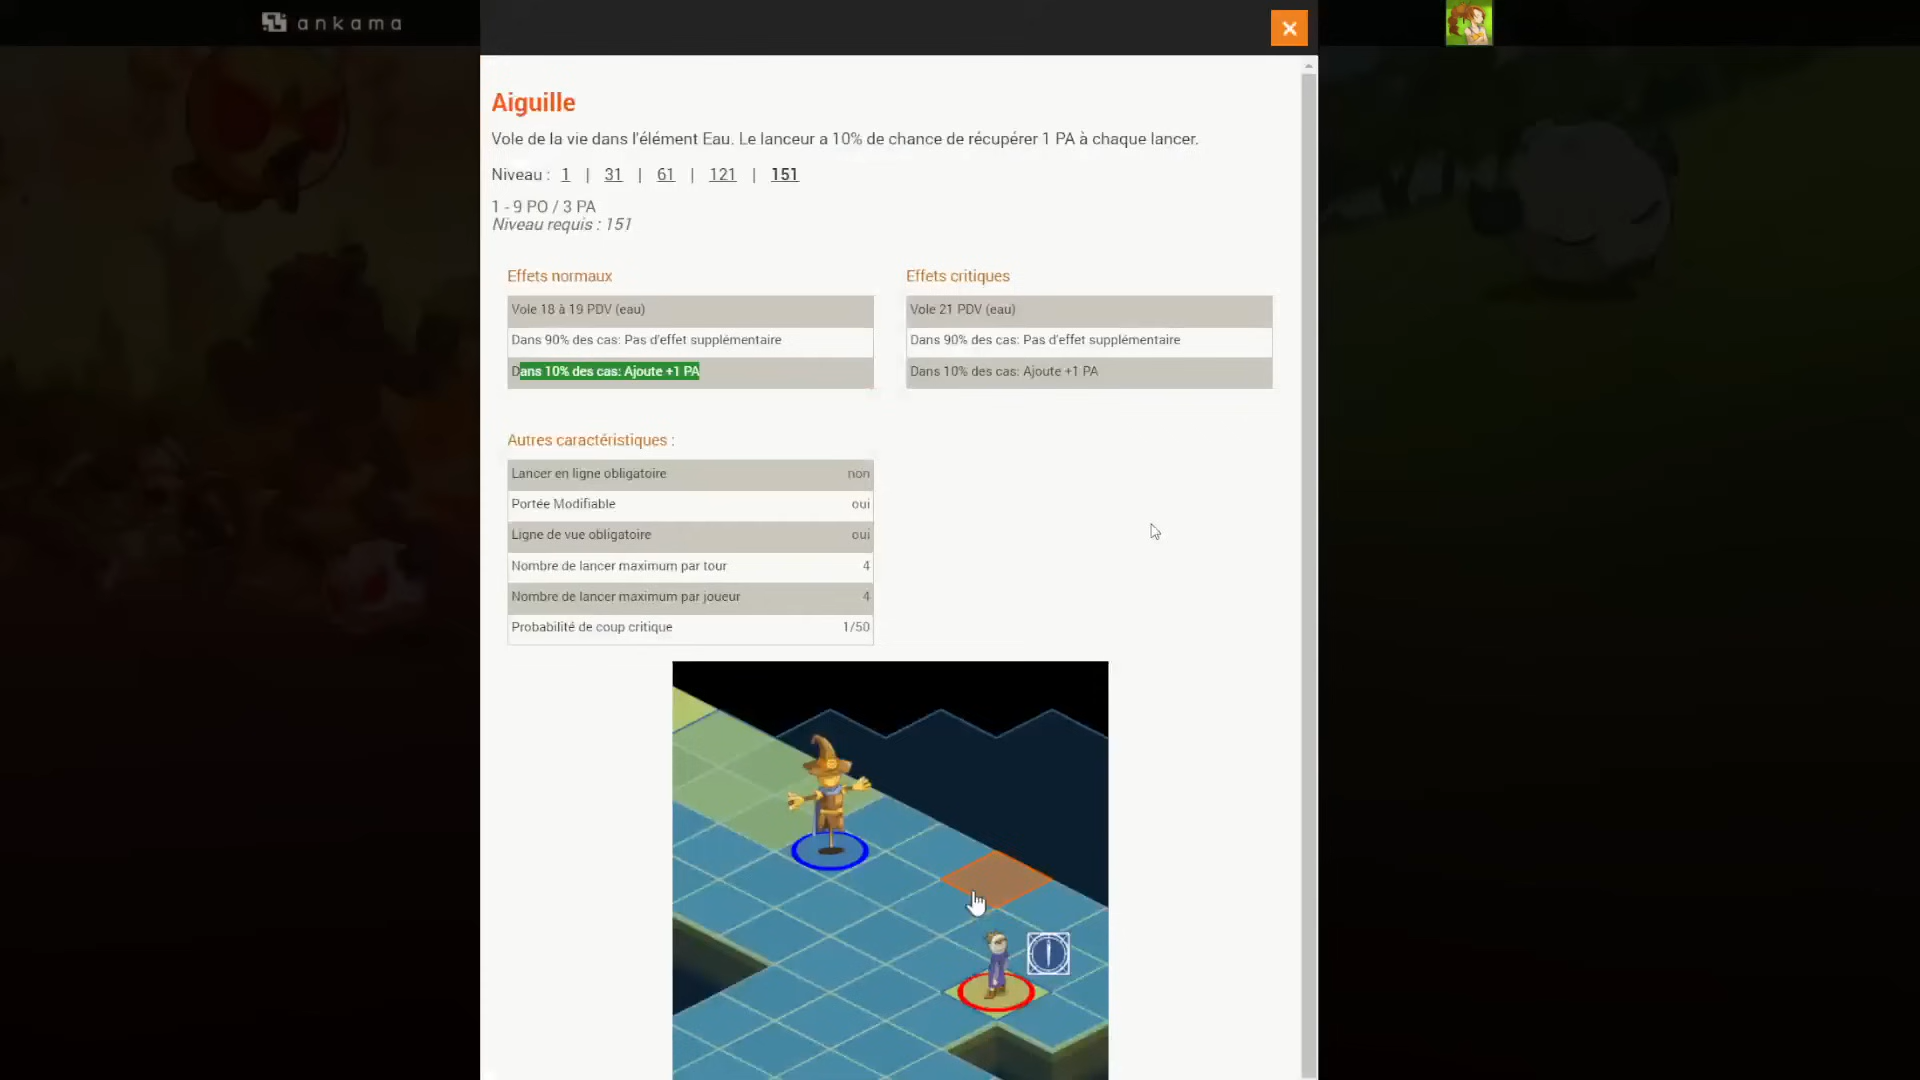 ankama
Aiguille
Vole de la vie dans l'élément Eau. Le lanceur a 10% de chance de récupérer 1 PA à chaque lancer.
Niveau : 1 | 31 | 61 | 121 | 151
1 - 9 PO / 3 PA
Niveau requis : 151
Effets normaux
Vole 18 à 19 PDV (eau)
Dans 90% des cas: Pas d'effet supplémentaire
Dans 10% des cas: Ajoute +1 PA
Effets critiques
Vole 21 PDV (eau)
Dans 90% des cas: Pas d'effet supplémentaire
Dans 10% des cas: Ajoute +1 PA
Autres caractéristiques :
Lancer en ligne obligatoire non
Portée Modifiable oui
Ligne de vue obligatoire oui
Nombre de lancer maximum par tour 4
Nombre de lancer maximum par joueur 4
Probabilité de coup critique 1/50